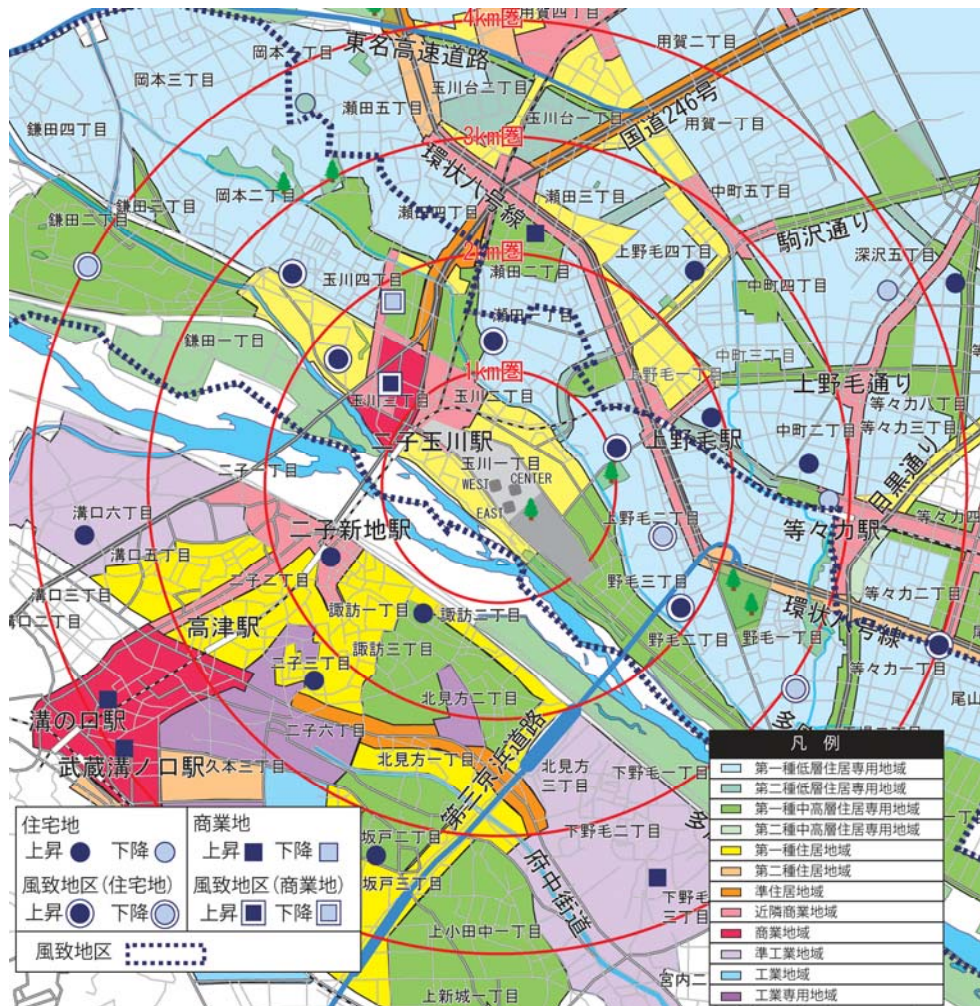 4km圏
用賀四丁目
岡本一丁目
東名高速道路
用賀二丁目
岡本三丁目
玉川台二丁目
瀬田五丁目
玉川台一丁目
国道246号
鎌田四丁目
用賀一丁目
3km圏
環状八号線
岡本二丁目
中町五丁目
鎌田三丁目
鎌田二丁目
瀬田四丁目
瀬田三丁目
駒沢通り
上野毛四丁目
深沢五丁目
2km圏
瀬田二丁目
玉川四丁目
中町四丁目
鎌田一丁目
瀬田一丁目
中町三丁目
1km圏
上野毛一丁目
上野毛通り
玉川三丁目
玉川二丁目
等々力八丁目
二子玉川駅
上野毛駅
中町二丁目
等々力三丁目
玉川一丁目
目黒通り
二子一丁目
WEST
CENTER
溝口六丁目
EAST
上野毛二丁目
等々力駅
二子新地駅
溝口五丁目
二子二丁目
野毛三丁目
溝口三丁目
諏訪一丁目
諏訪二丁目
等々力二丁目
環状八号線
溝口二丁目
高津駅
野毛二丁目
野毛一丁目
諏訪三丁目
二子三丁目
等々力一丁目
北見方二丁目
尾山
溝の口駅
二子六丁目
第三京浜道路
武蔵溝ノ口駅
久本三丁目
北見方一丁目
北見方
三丁目
下野毛一丁目
下野毛二丁目
坂戸二丁目
坂戸三丁目
府中街道
下野毛
三丁目
上小田中一丁目
宮内二
上新城一丁目
住宅地
上昇 下降
風致地区(住宅地)
上昇 下降
商業地
上昇 下降
風致地区(商業地)
上昇 下降
風致地区
凡 例
第一種低層住居専用地域
第二種低層住居専用地域
第一種中高層住居専用地域
第二種中高層住居専用地域
第一種住居地域
第二種住居地域
準住居地域
近隣商業地域
商業地域
準工業地域
工業地域
工業専用地域